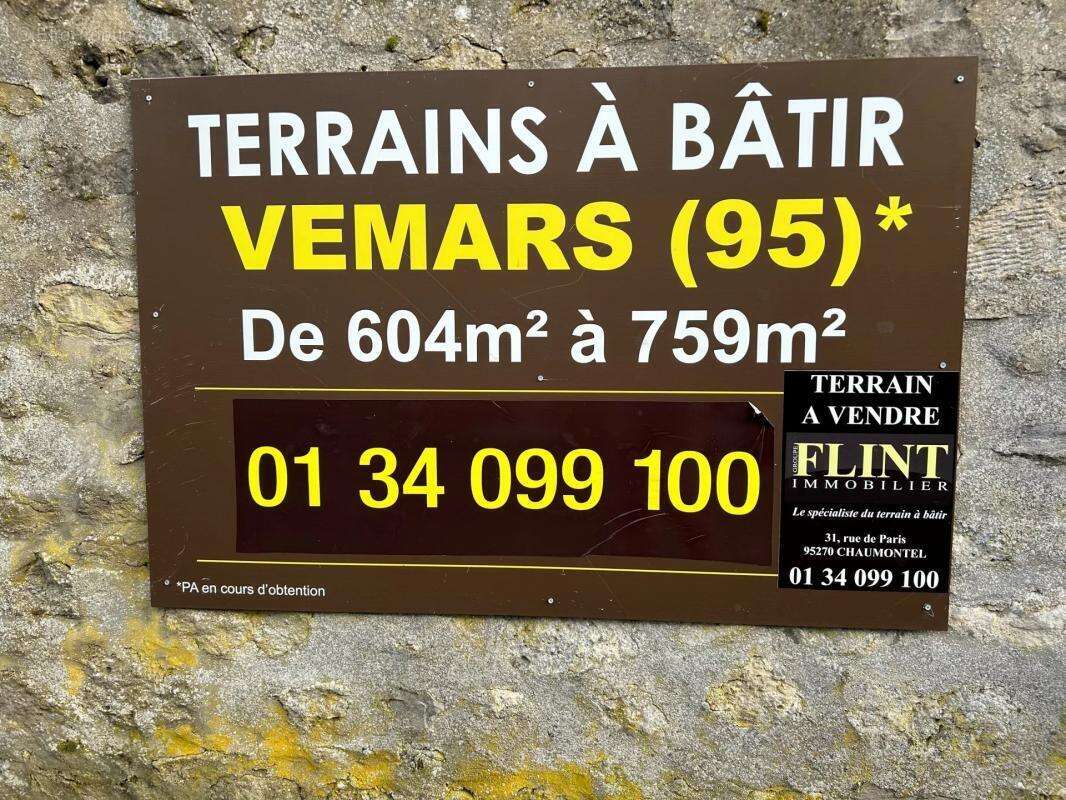 TERRAINS À BÂTIR
VEMARS (95)*
De 604m² à 759m²
01 34 099 100
*PA en cours d'obtention
TERRAIN
A VENDRE
GROUPE
FLINT
IMMOBILIER
Le spécialiste du terrain à bâtir
31, rue de Paris
95270 CHAUMONTEL
01 34 099 100